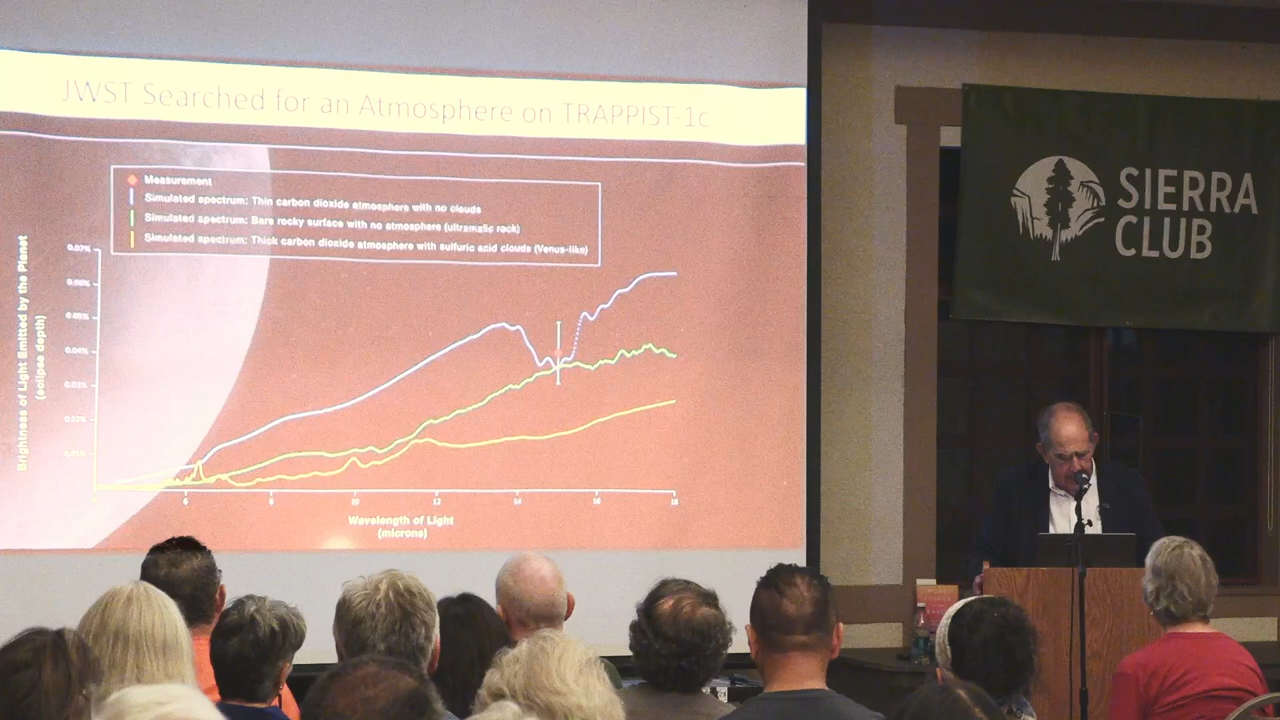 JWST Searched for an Atmosphere on TRAPPIST-1c
Measurement
Simulated spectrum: Thin carbon dioxide atmosphere with no clouds
Simulated spectrum: Bare rocky surface with no atmosphere (ultramafic rock)
Simulated spectrum: Thick carbon dioxide atmosphere with sulfuric acid clouds (Venus-like)
Brightness of Light Emitted by the Planet
(eclipse depth)
0.07%
0.06%
0.05%
0.04%
0.03%
0.02%
0.01%
6 8 10 12 14 16 18
Wavelength of Light
(microns)
SIERRA
CLUB